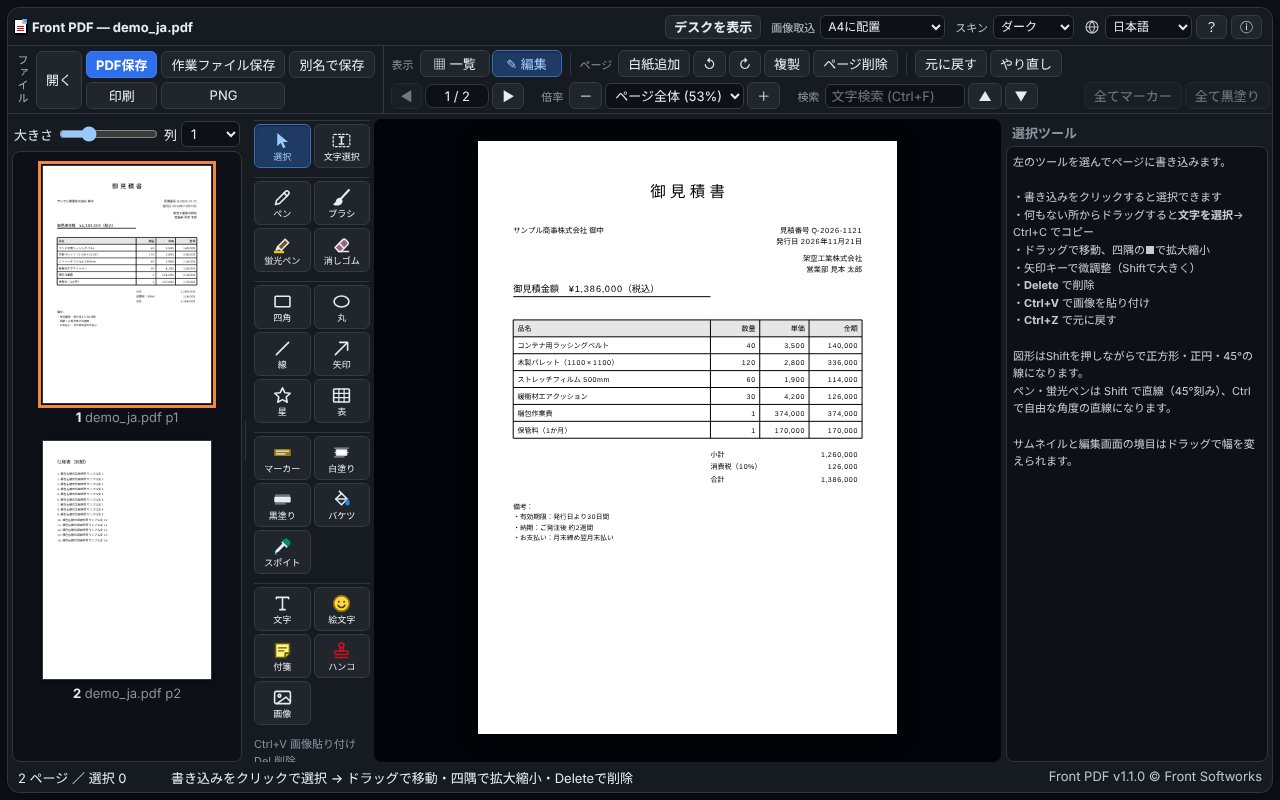 Front PDF — demo_ja.pdf
デスクを表示
画像取込
A4に配置
スキン
ダーク
日本語
?
ファイル
開く
PDF保存
作業ファイル保存
別名で保存
印刷
PNG
表示
一覧
編集
ページ
白紙追加
複製
ページ削除
元に戻す
やり直し
1 / 2
倍率
ページ全体 (53%)
検索
文字検索 (Ctrl+F)
全てマーカー
全て黒塗り
大きさ
列
1
御見積書
1 demo_ja.pdf p1
2 demo_ja.pdf p2
選択
文字選択
ペン
ブラシ
蛍光ペン
消しゴム
四角
丸
線
矢印
星
表
マーカー
白塗り
黒塗り
バケツ
スポイト
文字
絵文字
付箋
ハンコ
画像
Ctrl+V 画像貼り付け
Del 削除
御見積書
サンプル商事株式会社 御中
見積番号 Q-2026-1121
発行日 2026年11月21日
架空工業株式会社
営業部 見本 太郎
御見積金額 ¥1,386,000（税込）
品名 数量 単価 金額
コンテナ用ラッシングベルト 40 3,500 140,000
木製パレット（1100×1100） 120 2,800 336,000
ストレッチフィルム 500mm 60 1,900 114,000
緩衝材エアクッション 30 4,200 126,000
梱包作業費 1 374,000 374,000
保管料（1か月） 1 170,000 170,000
小計 1,260,000
消費税（10%） 126,000
合計 1,386,000
備考：
・有効期限：発行日より30日間
・納期：ご発注後 約2週間
・お支払い：月末締め翌月末払い
選択ツール
左のツールを選んでページに書き込みます。
・書き込みをクリックすると選択できます
・何もない所からドラッグすると文字を選択→
Ctrl+C でコピー
・ドラッグで移動、四隅の■で拡大縮小
・矢印キーで微調整（Shiftで大きく）
・Delete で削除
・Ctrl+V で画像を貼り付け
・Ctrl+Z で元に戻す
図形はShiftを押しながらで正方形・正円・45°の
線になります。
ペン・蛍光ペンは Shift で直線（45°刻み）、Ctrl
で自由な角度の直線になります。
サムネイルと編集画面の境目はドラッグで幅を変
えられます。
2 ページ ／ 選択 0
書き込みをクリックで選択 → ドラッグで移動・四隅で拡大縮小・Deleteで削除
Front PDF v1.1.0 © Front Softworks